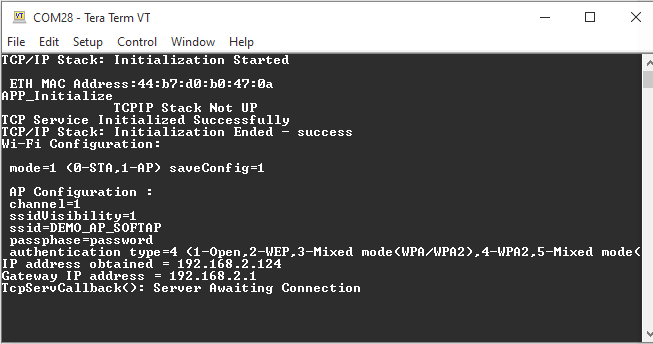 COM28 - Tera Term VT
File Edit Setup Control Window Help
TCP/IP Stack: Initialization Started
ETH MAC Address:44:b7:d0:b0:47:0a
APP_Initialize
TCPIP Stack Not UP
TCP Service Initialized Successfully
TCP/IP Stack: Initialization Ended - success
Wi-Fi Configuration:
mode=1 (0-STA,1-AP) saveConfig=1
AP Configuration :
channel=1
ssidVisibility=1
ssid=DEMO_AP_SOFTAP
passphase=password
authentication type=4 (1-Open,2-WEP,3-Mixed mode(WPA/WPA2),4-WPA2,5-Mixed mode(
IP address obtained = 192.168.2.124
Gateway IP address = 192.168.2.1
TcpServCallback(): Server Awaiting Connection